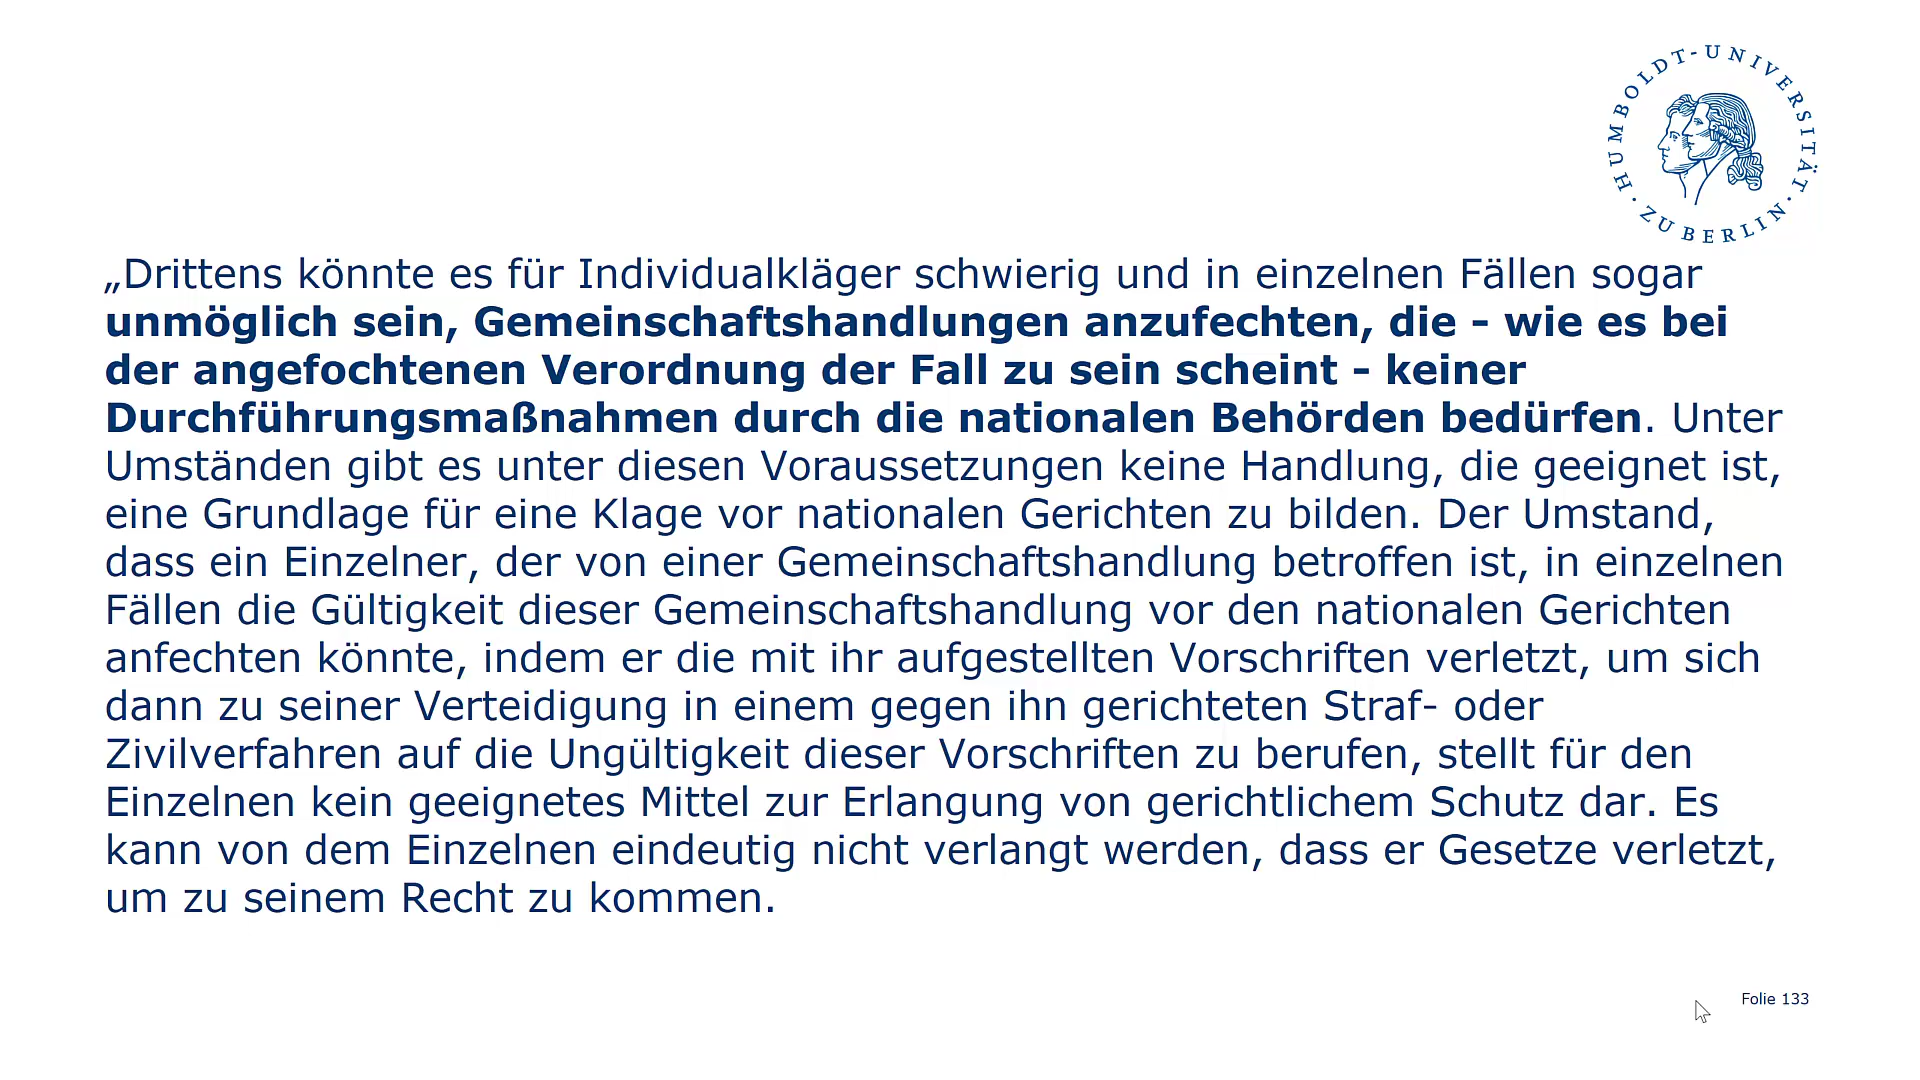 HUMBOLDT-UNIVERSITÄT · ZU BERLIN ·
„Drittens könnte es für Individualkläger schwierig und in einzelnen Fällen sogar
unmöglich sein, Gemeinschaftshandlungen anzufechten, die - wie es bei
der angefochtenen Verordnung der Fall zu sein scheint - keiner
Durchführungsmaßnahmen durch die nationalen Behörden bedürfen. Unter
Umständen gibt es unter diesen Voraussetzungen keine Handlung, die geeignet ist,
eine Grundlage für eine Klage vor nationalen Gerichten zu bilden. Der Umstand,
dass ein Einzelner, der von einer Gemeinschaftshandlung betroffen ist, in einzelnen
Fällen die Gültigkeit dieser Gemeinschaftshandlung vor den nationalen Gerichten
anfechten könnte, indem er die mit ihr aufgestellten Vorschriften verletzt, um sich
dann zu seiner Verteidigung in einem gegen ihn gerichteten Straf- oder
Zivilverfahren auf die Ungültigkeit dieser Vorschriften zu berufen, stellt für den
Einzelnen kein geeignetes Mittel zur Erlangung von gerichtlichem Schutz dar. Es
kann von dem Einzelnen eindeutig nicht verlangt werden, dass er Gesetze verletzt,
um zu seinem Recht zu kommen.
Folie 133